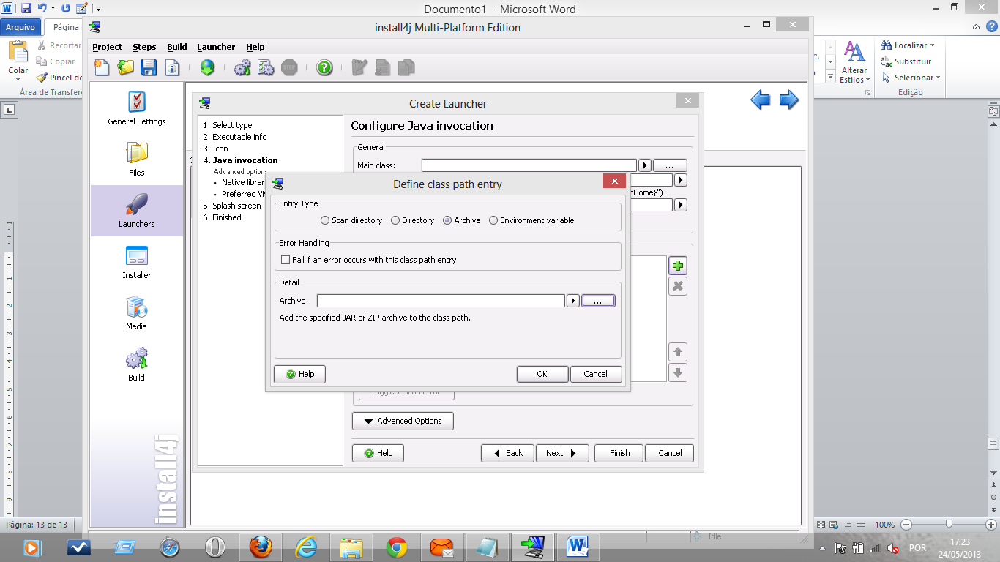 Documento1 - Microsoft Word
Arquivo
Página
install4j Multi-Platform Edition
Recortar
Copiar
Pincel de
Colar
Área de Transfere
Localizar
Substituir
Selecionar
Alterar
Estilos
Edição
Project Steps Build Launcher Help
STOP
General Settings
Files
Launchers
Installer
Media
Build
install4j
Create Launcher
1. Select type
2. Executable info
3. Icon
4. Java invocation
Advanced options:
Native librar
Preferred VM
5. Splash screen
6. Finished
Configure Java invocation
General
Main class:
...
nHome}")
Define class path entry
Entry Type
Scan directory Directory Archive Environment variable
Error Handling
Fail if an error occurs with this class path entry
Detail
Archive:
...
Add the specified JAR or ZIP archive to the class path.
Help OK Cancel
Toggle 'Fail on Error'
Advanced Options
Help Back Next Finish Cancel
Página: 13 de 13
Idle
100%
POR
17:23
24/05/2013